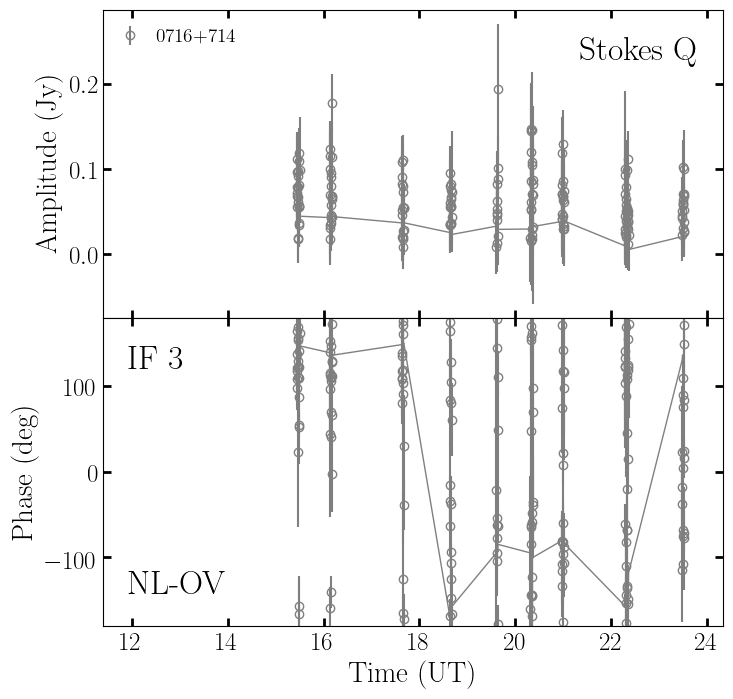 0716+714
Stokes Q
0.2
0.1
0.0
Amplitude (Jy)
IF 3
100
0
−100
Phase (deg)
NL-OV
12 14 16 18 20 22 24
Time (UT)